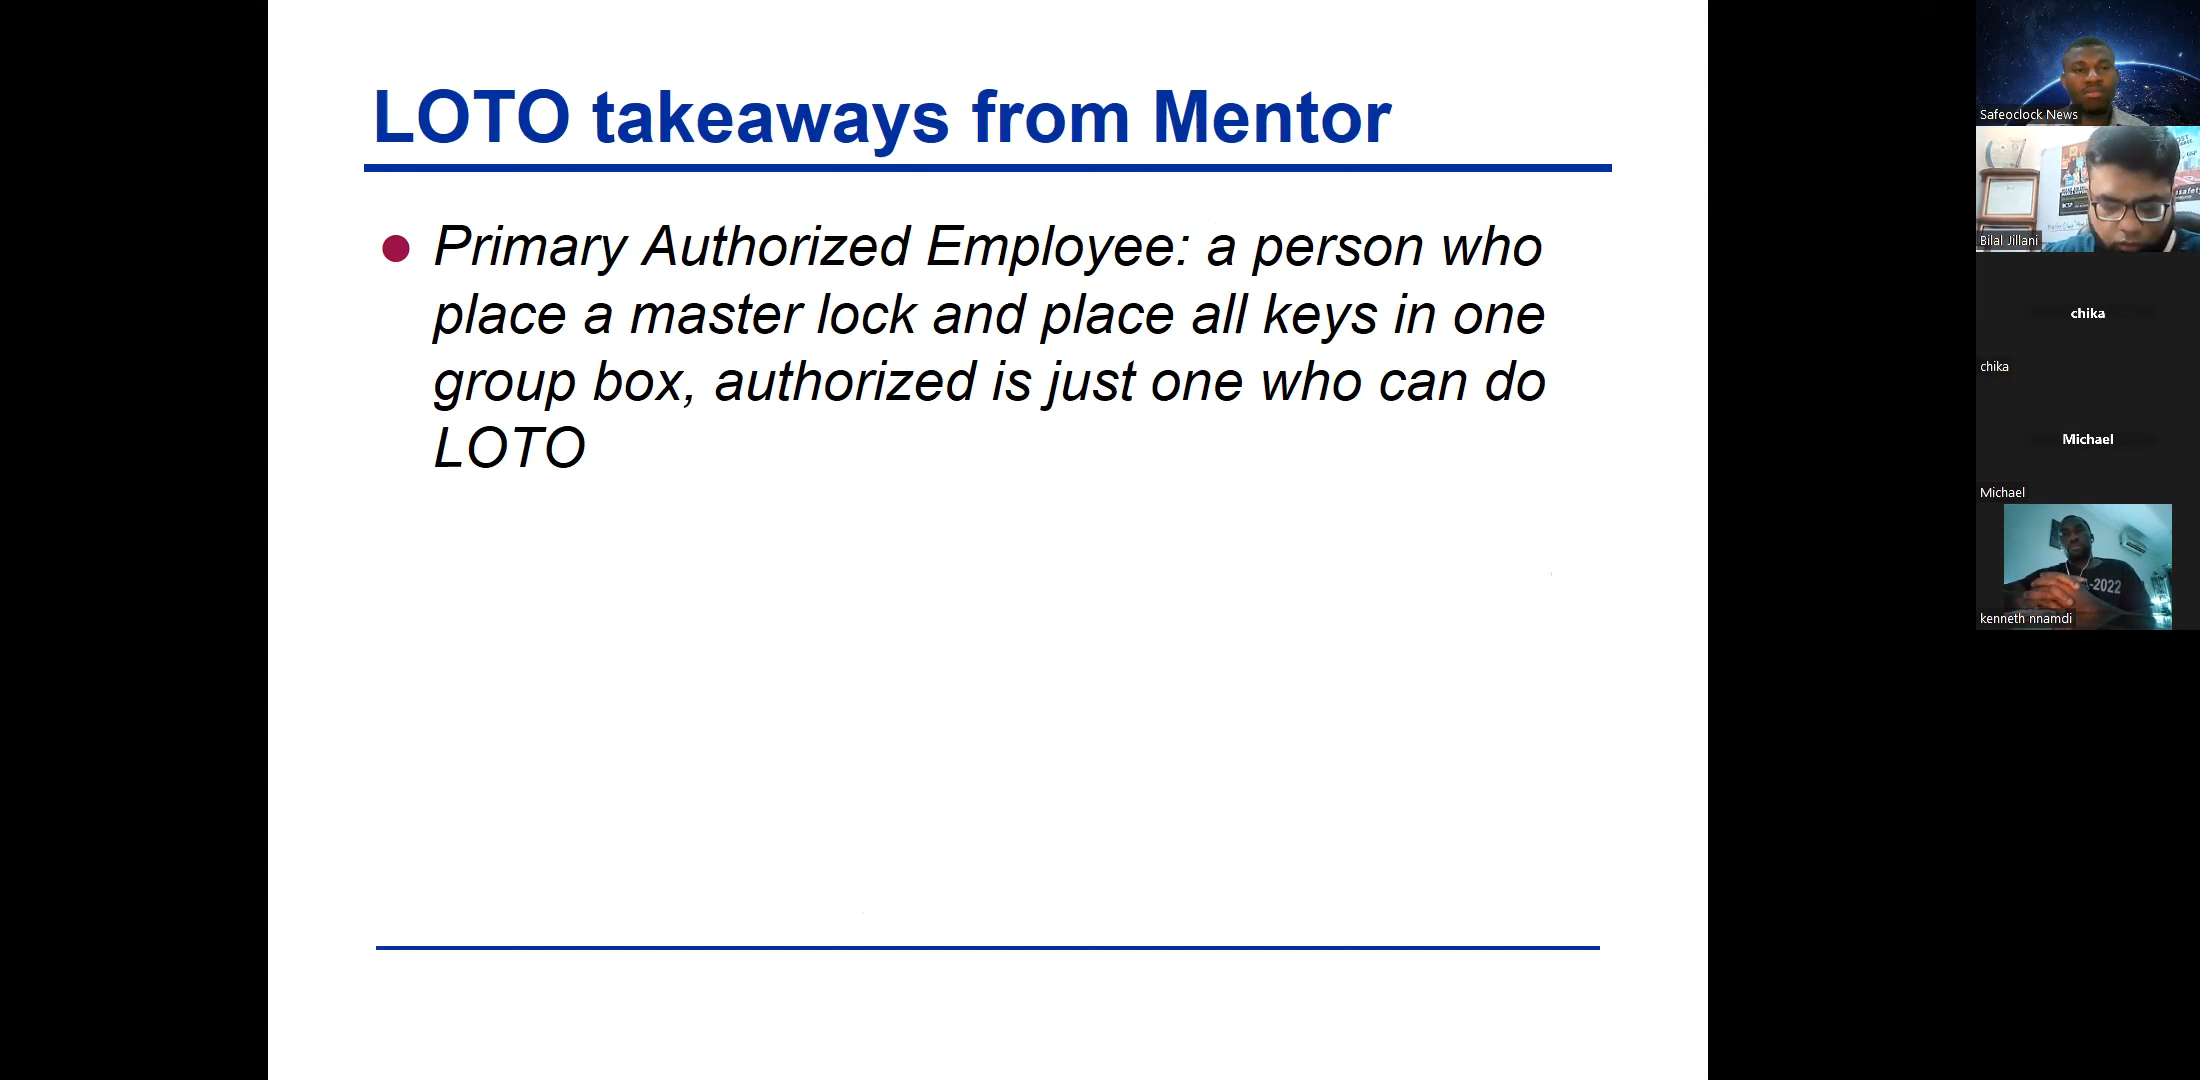 LOTO takeaways from Mentor
Primary Authorized Employee: a person who
place a master lock and place all keys in one
group box, authorized is just one who can do
LOTO
Safeoclock News
Bilal Jillani
chika
chika
Michael
Michael
-2022
kenneth nnamdi